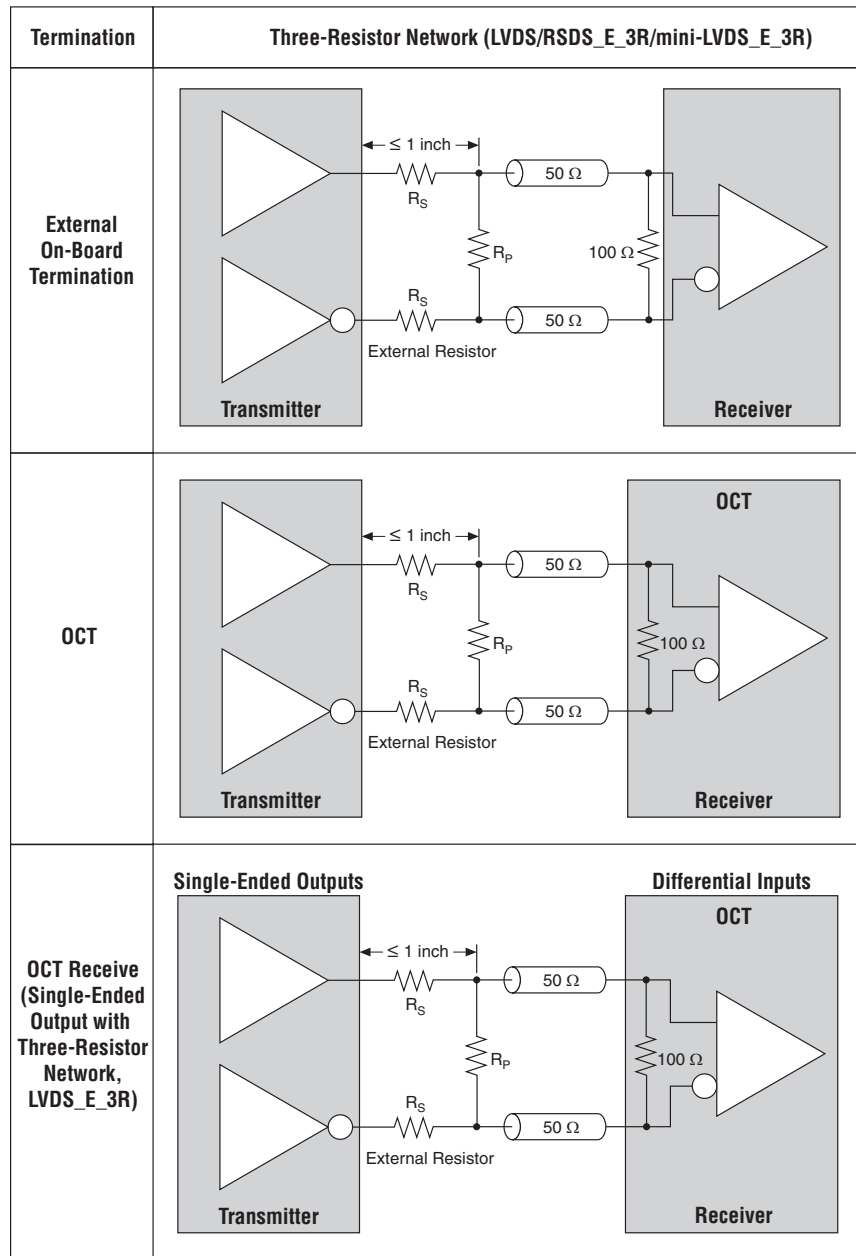 Termination
Three-Resistor Network (LVDS/RSDS_E_3R/mini-LVDS_E_3R)
External
On-Board
Termination
≤ 1 inch
50 Ω
R_S
R_P
100 Ω
R_S
50 Ω
External Resistor
Transmitter
Receiver
OCT
OCT
≤ 1 inch
50 Ω
R_S
R_P
100 Ω
R_S
50 Ω
External Resistor
Transmitter
Receiver
OCT Receive
(Single-Ended
Output with
Three-Resistor
Network,
LVDS_E_3R)
Single-Ended Outputs
Differential Inputs
OCT
≤ 1 inch
50 Ω
R_S
R_P
100 Ω
R_S
50 Ω
External Resistor
Transmitter
Receiver